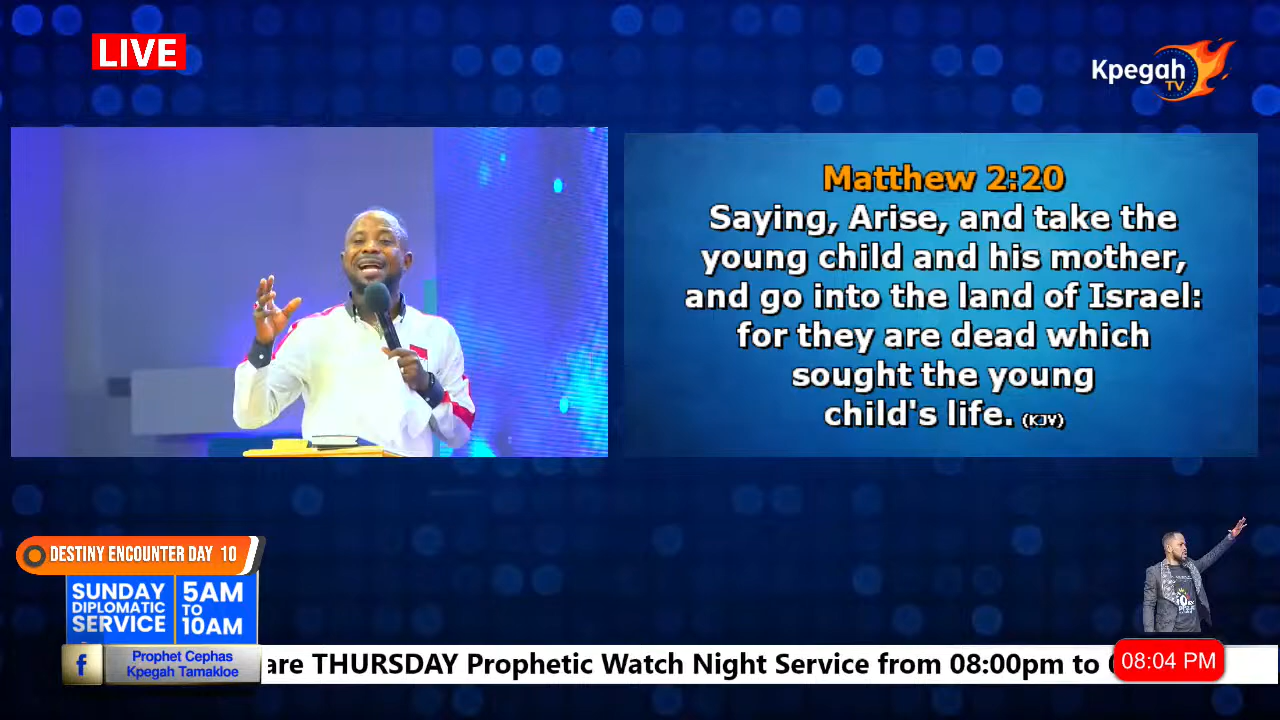 LIVE
Kpegah
TV
Matthew 2:20
Saying, Arise, and take the
young child and his mother,
and go into the land of Israel:
for they are dead which
sought the young
child's life. (KJV)
DESTINY ENCOUNTER DAY 10
SUNDAY
DIPLOMATIC
SERVICE
5AM
TO
10AM
f
Prophet Cephas
Kpegah Tamakloe
are THURSDAY Prophetic Watch Night Service from 08:00pm to
08:04 PM